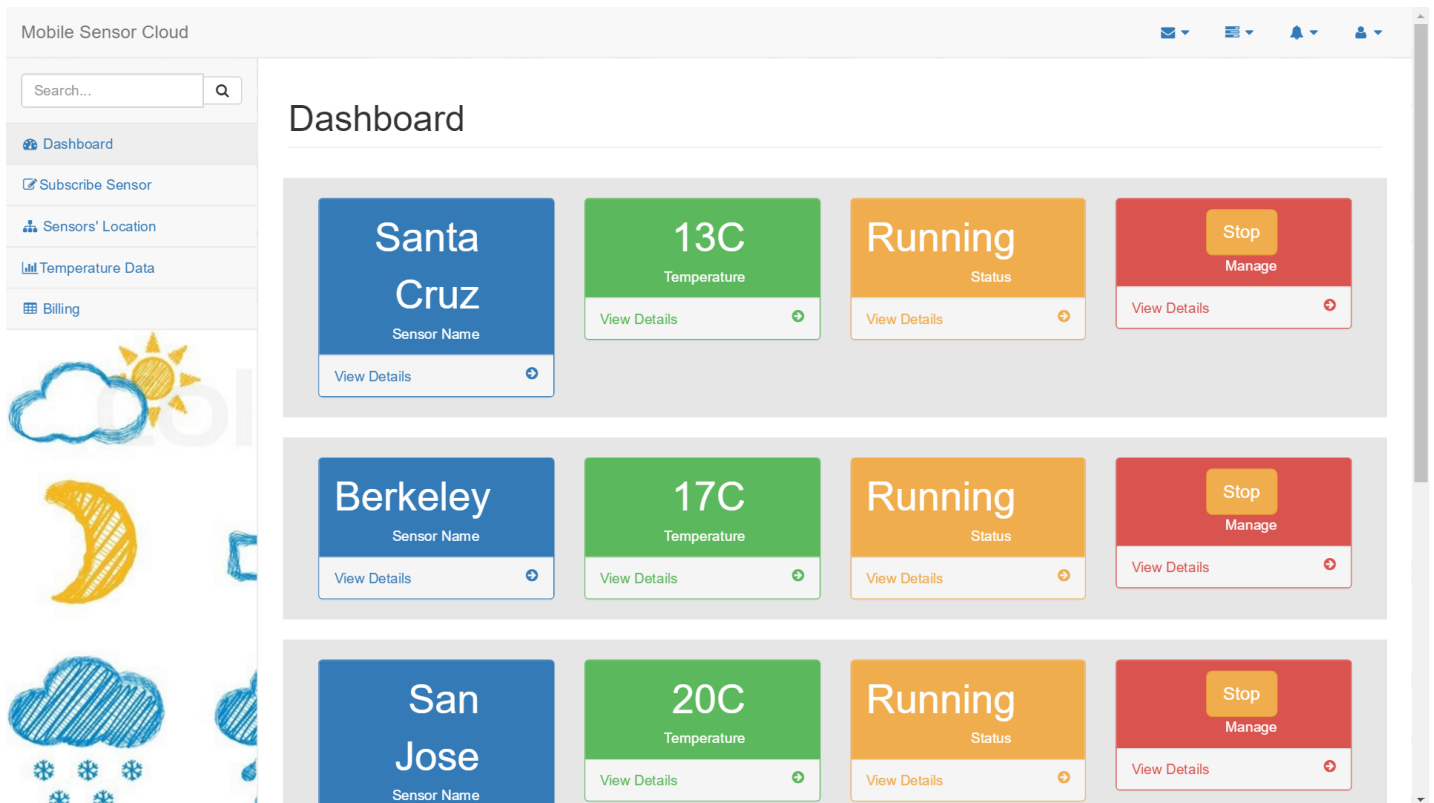 Mobile Sensor Cloud
Search...
Dashboard
Subscribe Sensor
Sensors' Location
Temperature Data
Billing
Dashboard
Santa
Cruz
Sensor Name
View Details
13C
Temperature
View Details
Running
Status
View Details
Stop
Manage
View Details
Berkeley
Sensor Name
View Details
17C
Temperature
View Details
Running
Status
View Details
Stop
Manage
View Details
San
Jose
Sensor Name
20C
Temperature
View Details
Running
Status
View Details
Stop
Manage
View Details